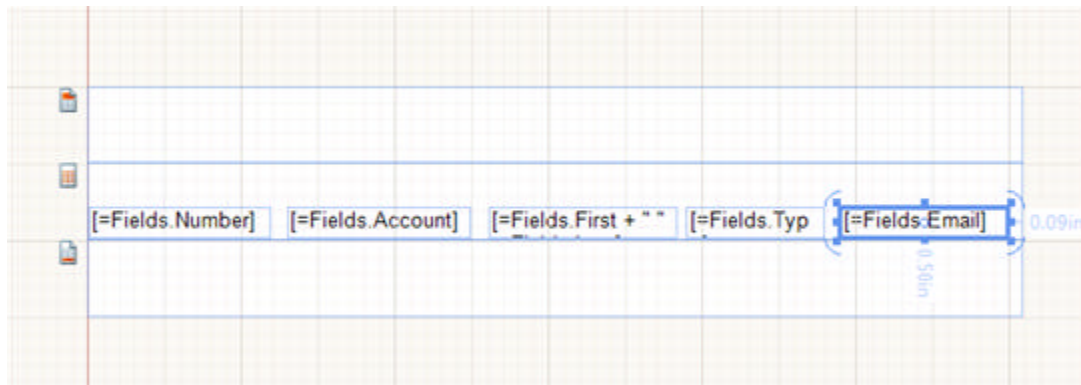 [=Fields.Number] [=Fields.Account] [=Fields.First + " " [=Fields.Typ [=Fields.Email] 0.09in
0.50in